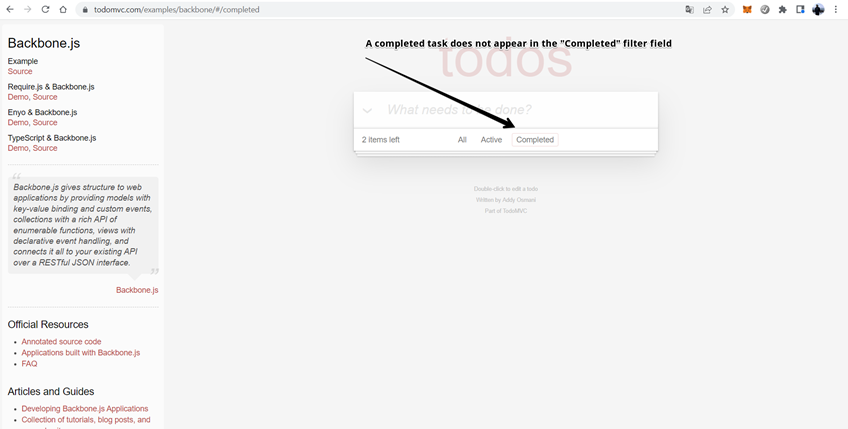 todomvc.com/examples/backbone/#/completed
Backbone.js
Example
Source
Require.js & Backbone.js
Demo, Source
Enyo & Backbone.js
Demo, Source
TypeScript & Backbone.js
Demo, Source
“
Backbone.js gives structure to web
applications by providing models with
key-value binding and custom events,
collections with a rich API of
enumerable functions, views with
declarative event handling, and
connects it all to your existing API
over a RESTful JSON interface.
”
Backbone.js
Official Resources
• Annotated source code
• Applications built with Backbone.js
• FAQ
Articles and Guides
• Developing Backbone.js Applications
• Collection of tutorials, blog posts, and
A completed task does not appear in the "Completed" filter field
todos
What needs to be done?
2 items left
All
Active
Completed
Double-click to edit a todo
Written by Addy Osmani
Part of TodoMVC